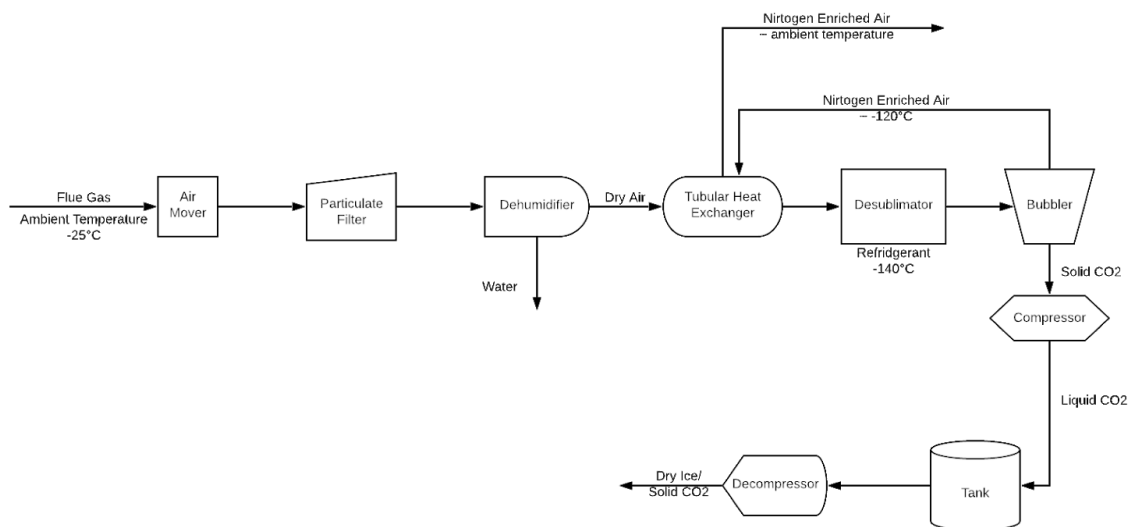 Nirtogen Enriched Air
~ ambient temperature
Nirtogen Enriched Air
~ -120°C
Flue Gas
Ambient Temperature
-25°C
Air
Mover
Particulate
Filter
Dehumidifier
Dry Air
Tubular Heat
Exchanger
Desublimator
Bubbler
Refridgerant
-140°C
Water
Solid CO2
Compressor
Liquid CO2
Tank
Decompressor
Dry Ice/
Solid CO2